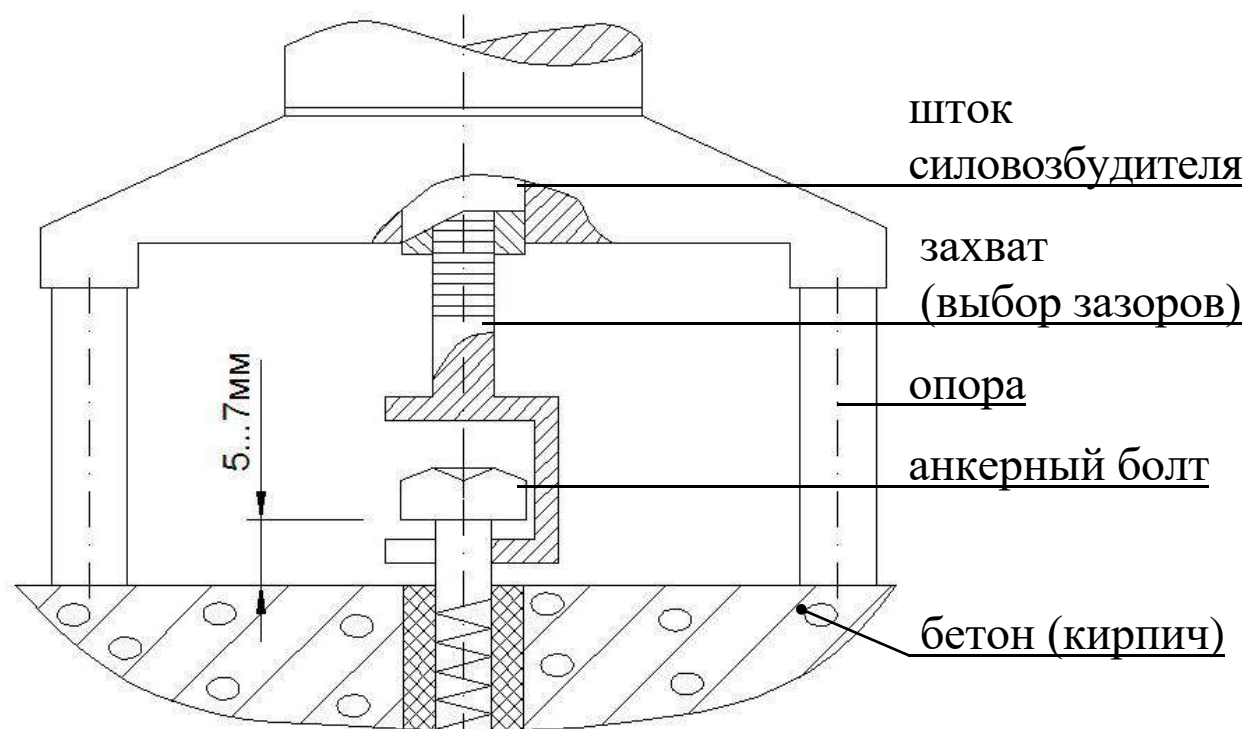 шток
силовозбудителя
захват
(выбор зазоров)
опора
5...7мм
анкерный болт
бетон (кирпич)